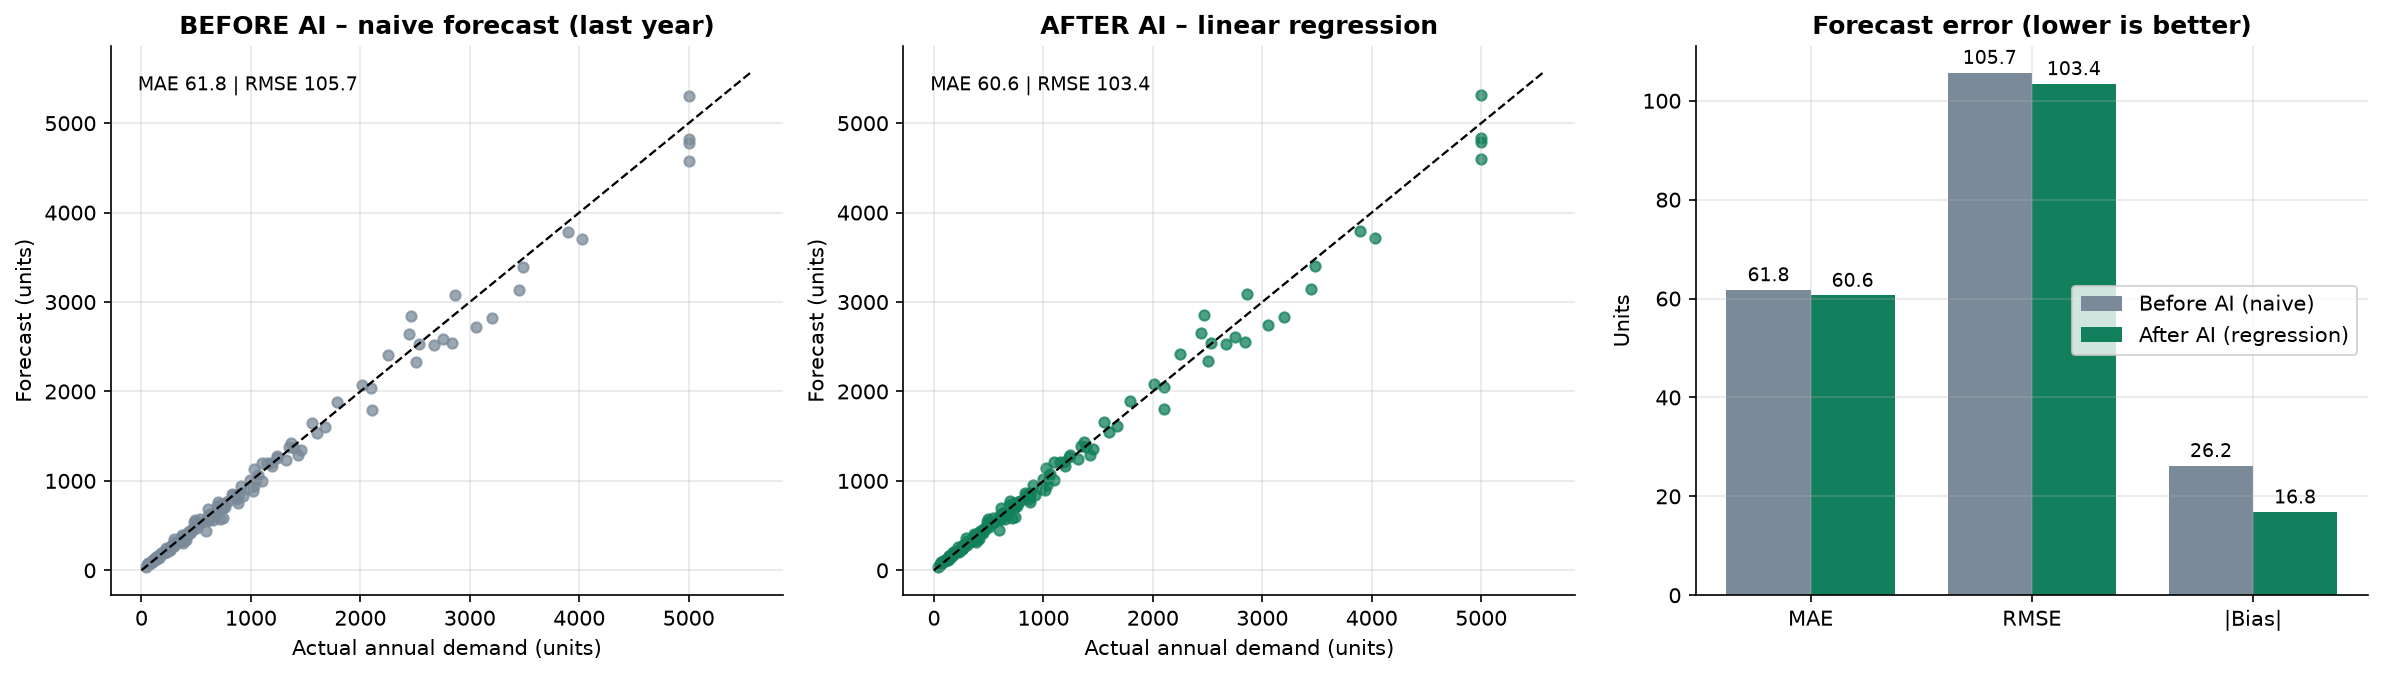 BEFORE AI – naive forecast (last year)
MAE 61.8 | RMSE 105.7
Forecast (units)
5000
4000
3000
2000
1000
0
0 1000 2000 3000 4000 5000
Actual annual demand (units)
AFTER AI – linear regression
MAE 60.6 | RMSE 103.4
Forecast (units)
5000
4000
3000
2000
1000
0
0 1000 2000 3000 4000 5000
Actual annual demand (units)
Forecast error (lower is better)
Units
100
80
60
40
20
0
61.8 60.6
105.7 103.4
26.2 16.8
Before AI (naive)
After AI (regression)
MAE RMSE |Bias|